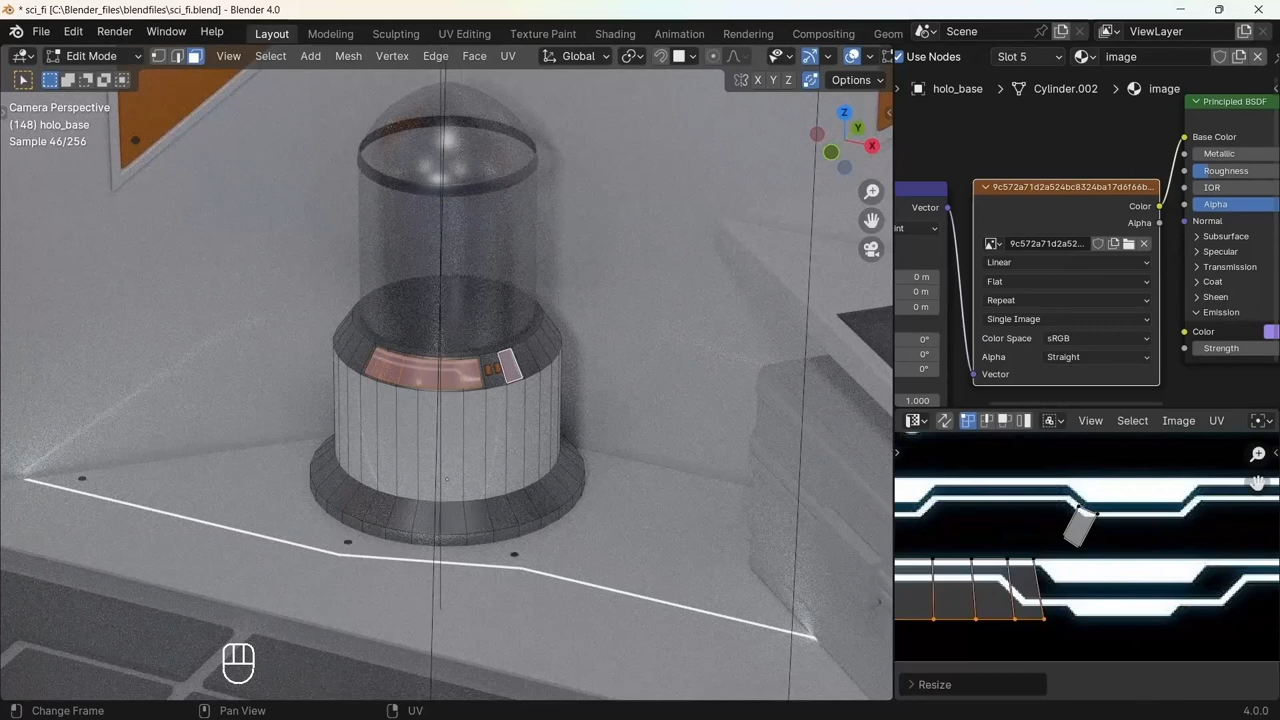 * sci_fi [C:\Blender_files\blendfiles\sci_fi.blend] - Blender 4.0
File Edit Render Window Help Layout Modeling Sculpting UV Editing Texture Paint Shading Animation Rendering Compositing Geom Scene ViewLayer
Edit Mode View Select Add Mesh Vertex Edge Face UV Global
Use Nodes Slot 5 image
X Y Z Options
Camera Perspective
(148) holo_base
Sample 46/256
Z
Y
X
holo_base Cylinder.002 image
Principled BSDF
Base Color
Metallic
Roughness
IOR
Alpha
Normal
Subsurface
Specular
Transmission
Coat
Sheen
Emission
Color
Strength
9c572a71d2a524bc8324ba17d6f66b...
Color
Alpha
9c572a71d2a52...
Linear
Flat
Repeat
Single Image
Color Space sRGB
Alpha Straight
Vector
Vector
int
0 m
0 m
0 m
0°
0°
0°
1.000
View Select Image UV
Resize
Change Frame Pan View UV 4.0.0